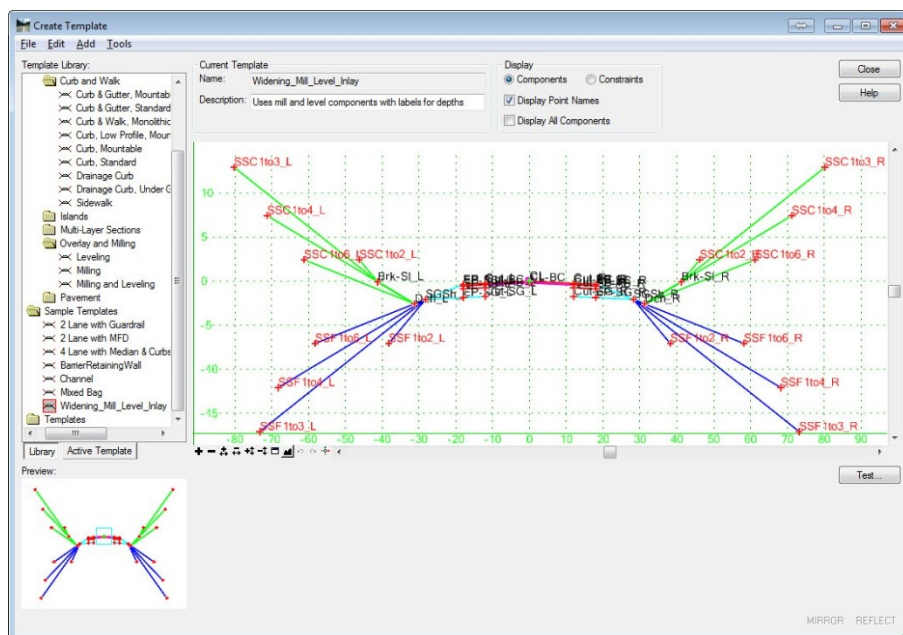 Create Template
File Edit Add Tools
Template Library:
Curb and Walk
Curb & Gutter, Mountab
Curb & Gutter, Standard
Curb & Walk, Monolithic
Curb, Low Profile, Mour
Curb, Mountable
Curb, Standard
Drainage Curb
Drainage Curb, Under G
Sidewalk
Islands
Multi-Layer Sections
Overlay and Milling
Leveling
Milling
Milling and Leveling
Pavement
Sample Templates
2 Lane with Guardrail
2 Lane with MFD
4 Lane with Median & Curbs
BarrierRetainingWall
Channel
Mixed Bag
Widening_Mill_Level_Inlay
Templates
Library Active Template
Current Template
Name: Widening_Mill_Level_Inlay
Description: Uses mill and level components with labels for depths
Display
Components Constraints
Display Point Names
Display All Components
Close
Help
SSC1to3_L SSC1to3_R
10
SSC1to4_L SSC1to4_R
5
SSC1to6_L SSC1to2_L SSC1to6_R
0 Brk-Sl_L CL-BC Brk-Sl_R
-5
SSF1to6_L SSF1to2_L SSF1to2_R SSF1to6_R
-10
SSF1to4_L SSF1to4_R
-15
SSF1to3_L SSF1to3_R
-80 -70 -60 -50 -40 -30 -20 -10 0 10 20 30 40 50 60 70 80 90
Preview:
Test...
MIRROR REFLECT